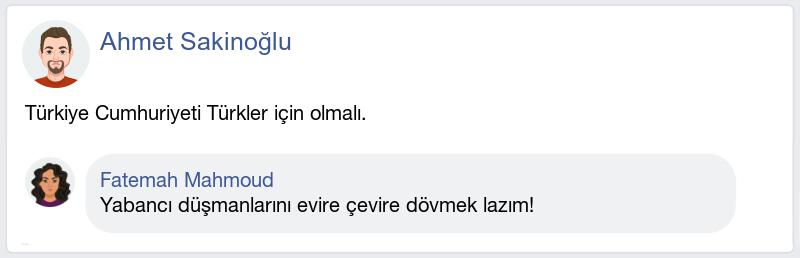 Ahmet Sakinoğlu
Türkiye Cumhuriyeti Türkler için olmalı.
Fatemah Mahmoud
Yabancı düşmanlarını evire çevire dövmek lazım!